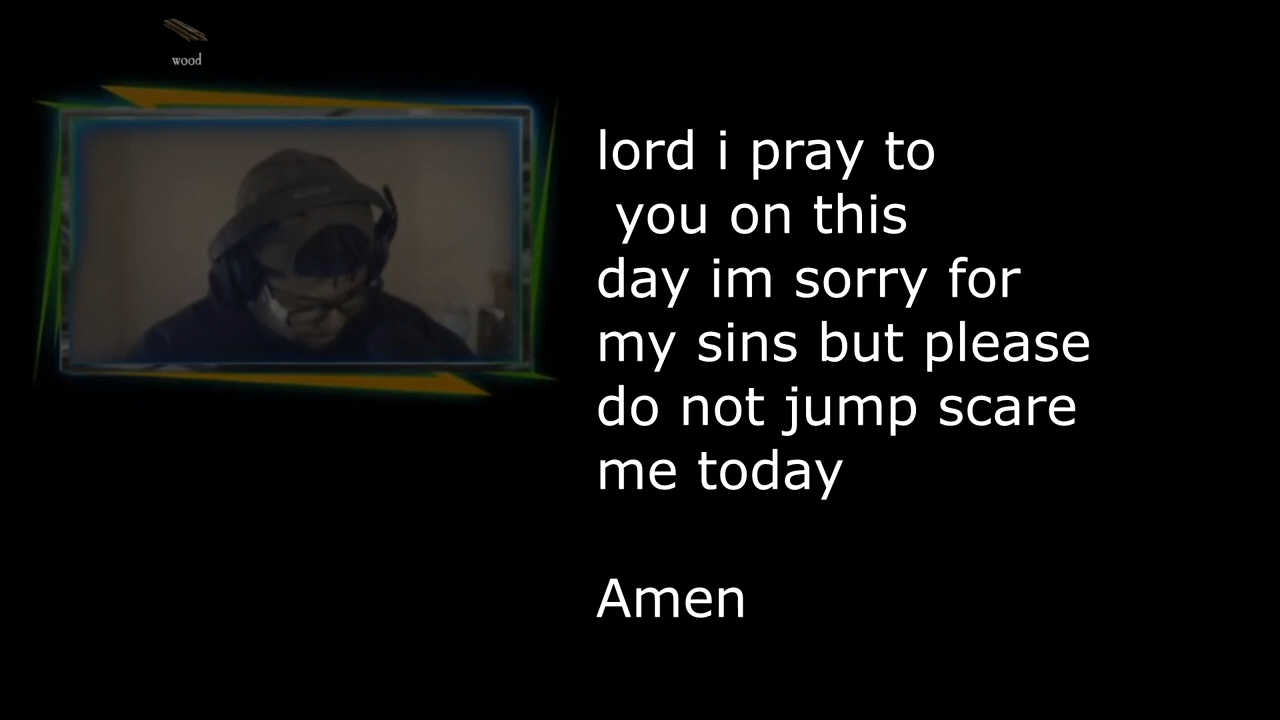 wood
lord i pray to
you on this
day im sorry for
my sins but please
do not jump scare
me today
Amen